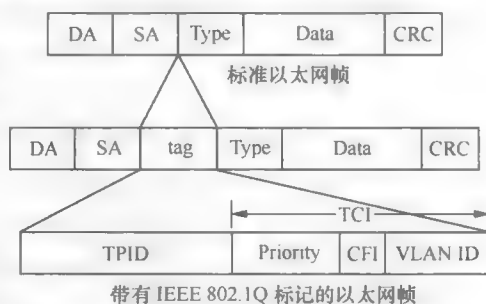 DA SA Type Data CRC
标准以太网帧
DA SA tag Type Data CRC
TCI
TPID Priority CFI VLAN ID
带有 IEEE 802.1Q 标记的以太网帧